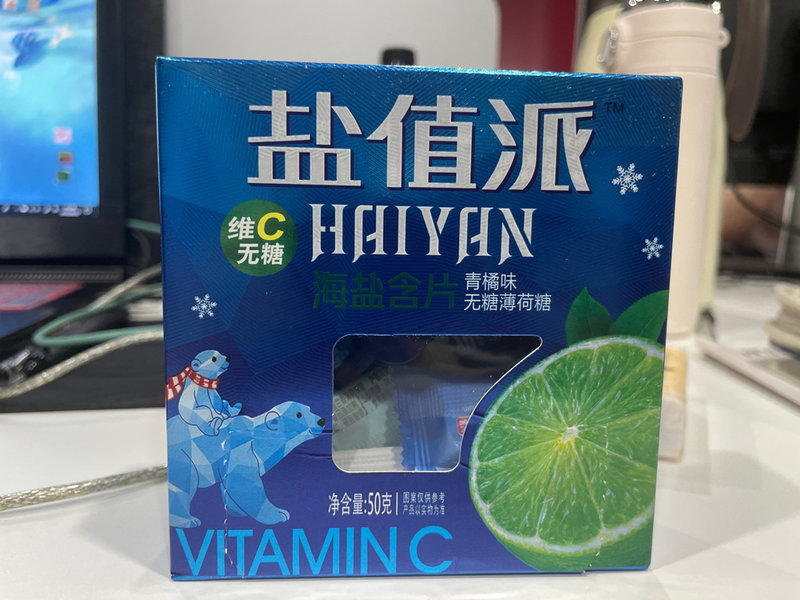 盐值派™
维C
无糖
HAIYAN
海盐含片
青橘味
无糖薄荷糖
净含量:50克
图案仅供参考
产品以实物为准
VITAMIN C